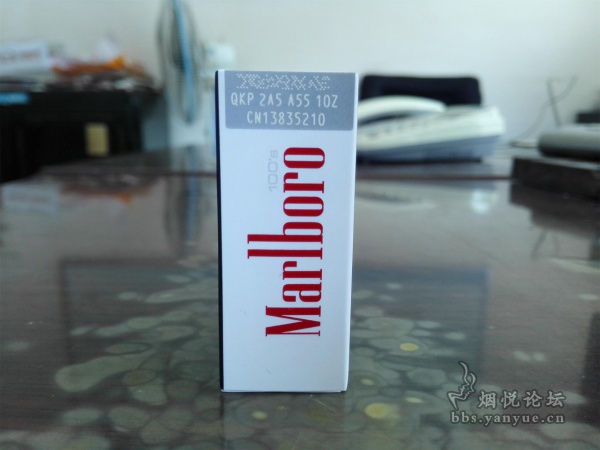 QKP 2A5 A55 10Z
CN13835210
100's
Marlboro
烟悦论坛
bbs.yanyue.cn